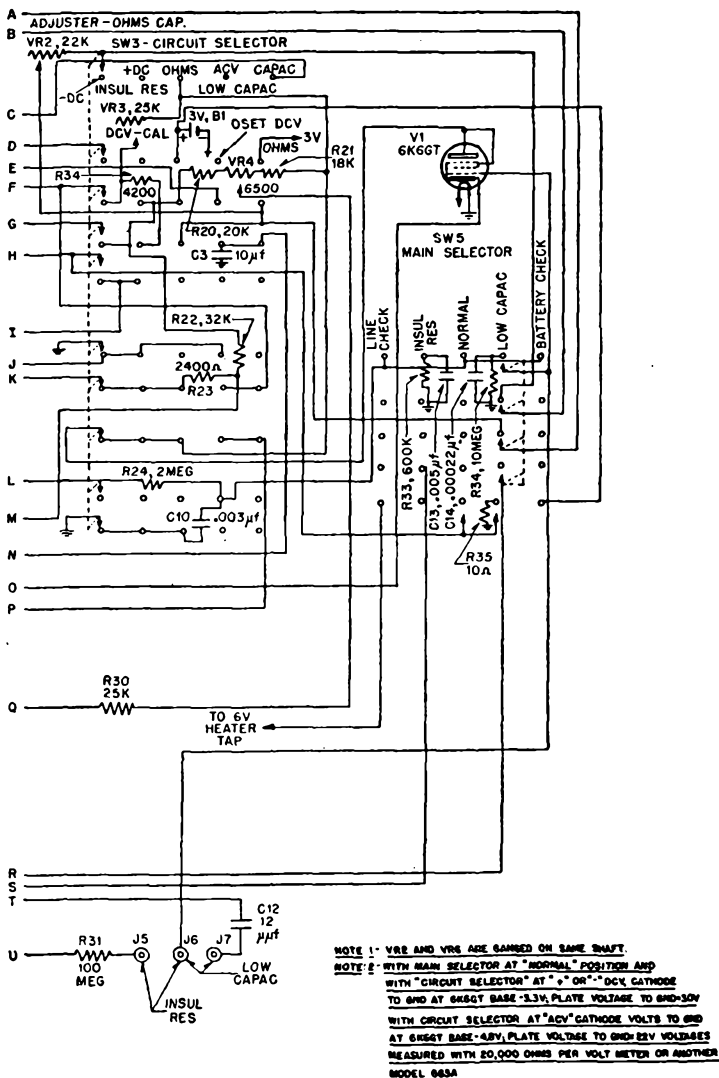 A
ADJUSTER-OHMS CAP.
B
VR2, 22K
SW3-CIRCUIT SELECTOR
+DC OHMS ACV CAPAC
-DC
INSUL RES
LOW CAPAC
C
VR3, 25K
3V, B1
+
OSET DCV
DCV-CAL
OHMS
3V
V1
6K6GT
D
E
R34
VR4
R21
18K
F
4200
6500
G
R20, 20K
C3
10µf
SW5
MAIN SELECTOR
H
LINE CHECK
INSUL RES
NORMAL
LOW CAPAC
BATTERY CHECK
I
R22, 32K
J
2400Ω
K
R23
R33, 600K
C13, .005µf
C14, .00022µf
R34, 10MEG
L
R24, 2 MEG
M
C10
.003µf
R35
10Ω
N
O
P
R30
25K
Q
TO 6V
HEATER
TAP
R
S
T
C12
12
µµf
U
R31
100
MEG
J5
J6
J7
LOW
CAPAC
INSUL
RES
NOTE 1- VR2 AND VR6 ARE GANGED ON SAME SHAFT.
NOTE: 2- WITH MAIN SELECTOR AT "NORMAL" POSITION AND
WITH "CIRCUIT SELECTOR" AT "+" OR "-" DCV, CATHODE
TO GND AT 6K6GT BASE -3.3V; PLATE VOLTAGE TO GND=30V
WITH CIRCUIT SELECTOR AT "ACV" CATHODE VOLTS TO GND
AT 6K6GT BASE-4.8V; PLATE VOLTAGE TO GND= 22V VOLTAGES
MEASURED WITH 20,000 OHMS PER VOLT METER OR ANOTHER
MODEL 665A